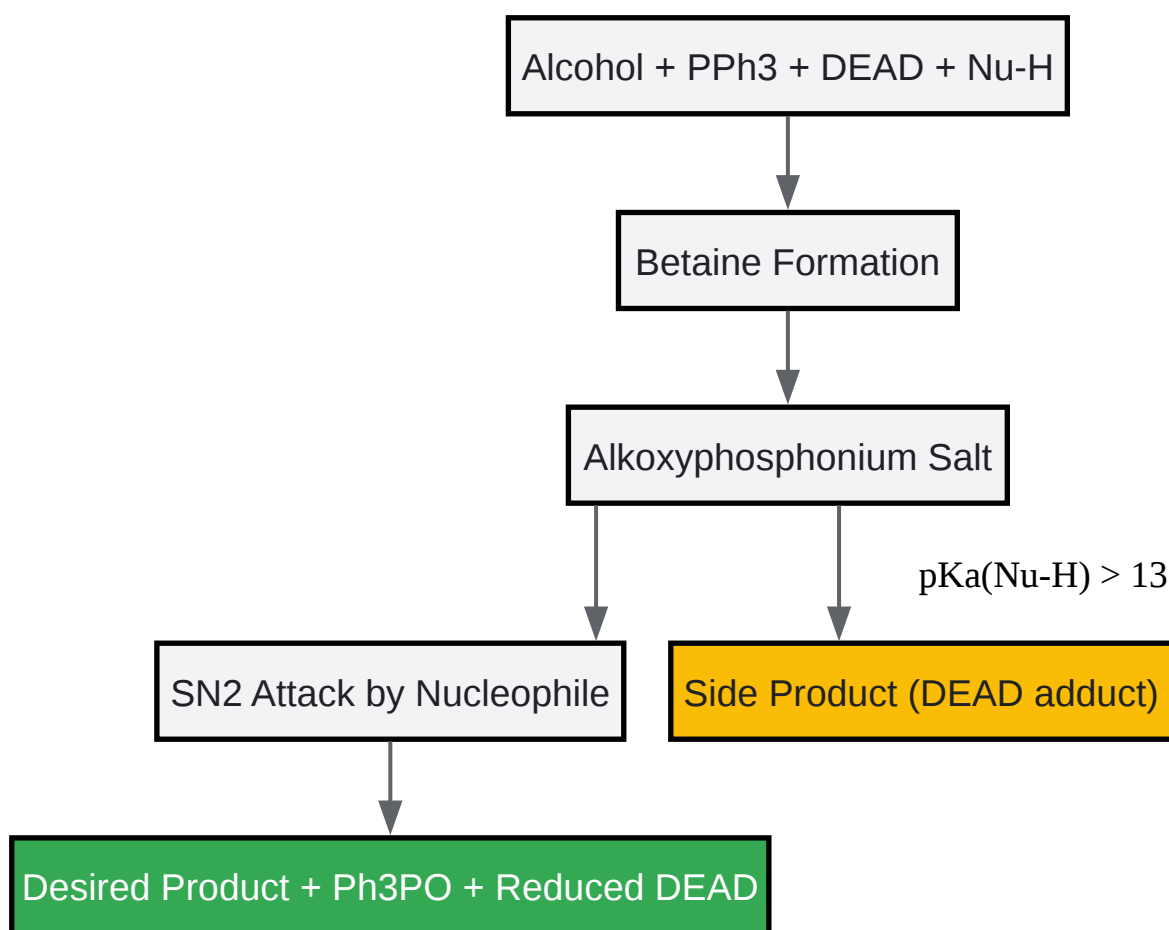 Alcohol + PPh3 + DEAD + Nu-H
Betaine Formation
Alkoxyphosphonium Salt
pKa(Nu-H) > 13
SN2 Attack by Nucleophile
Side Product (DEAD adduct)
Desired Product + Ph3PO + Reduced DEAD